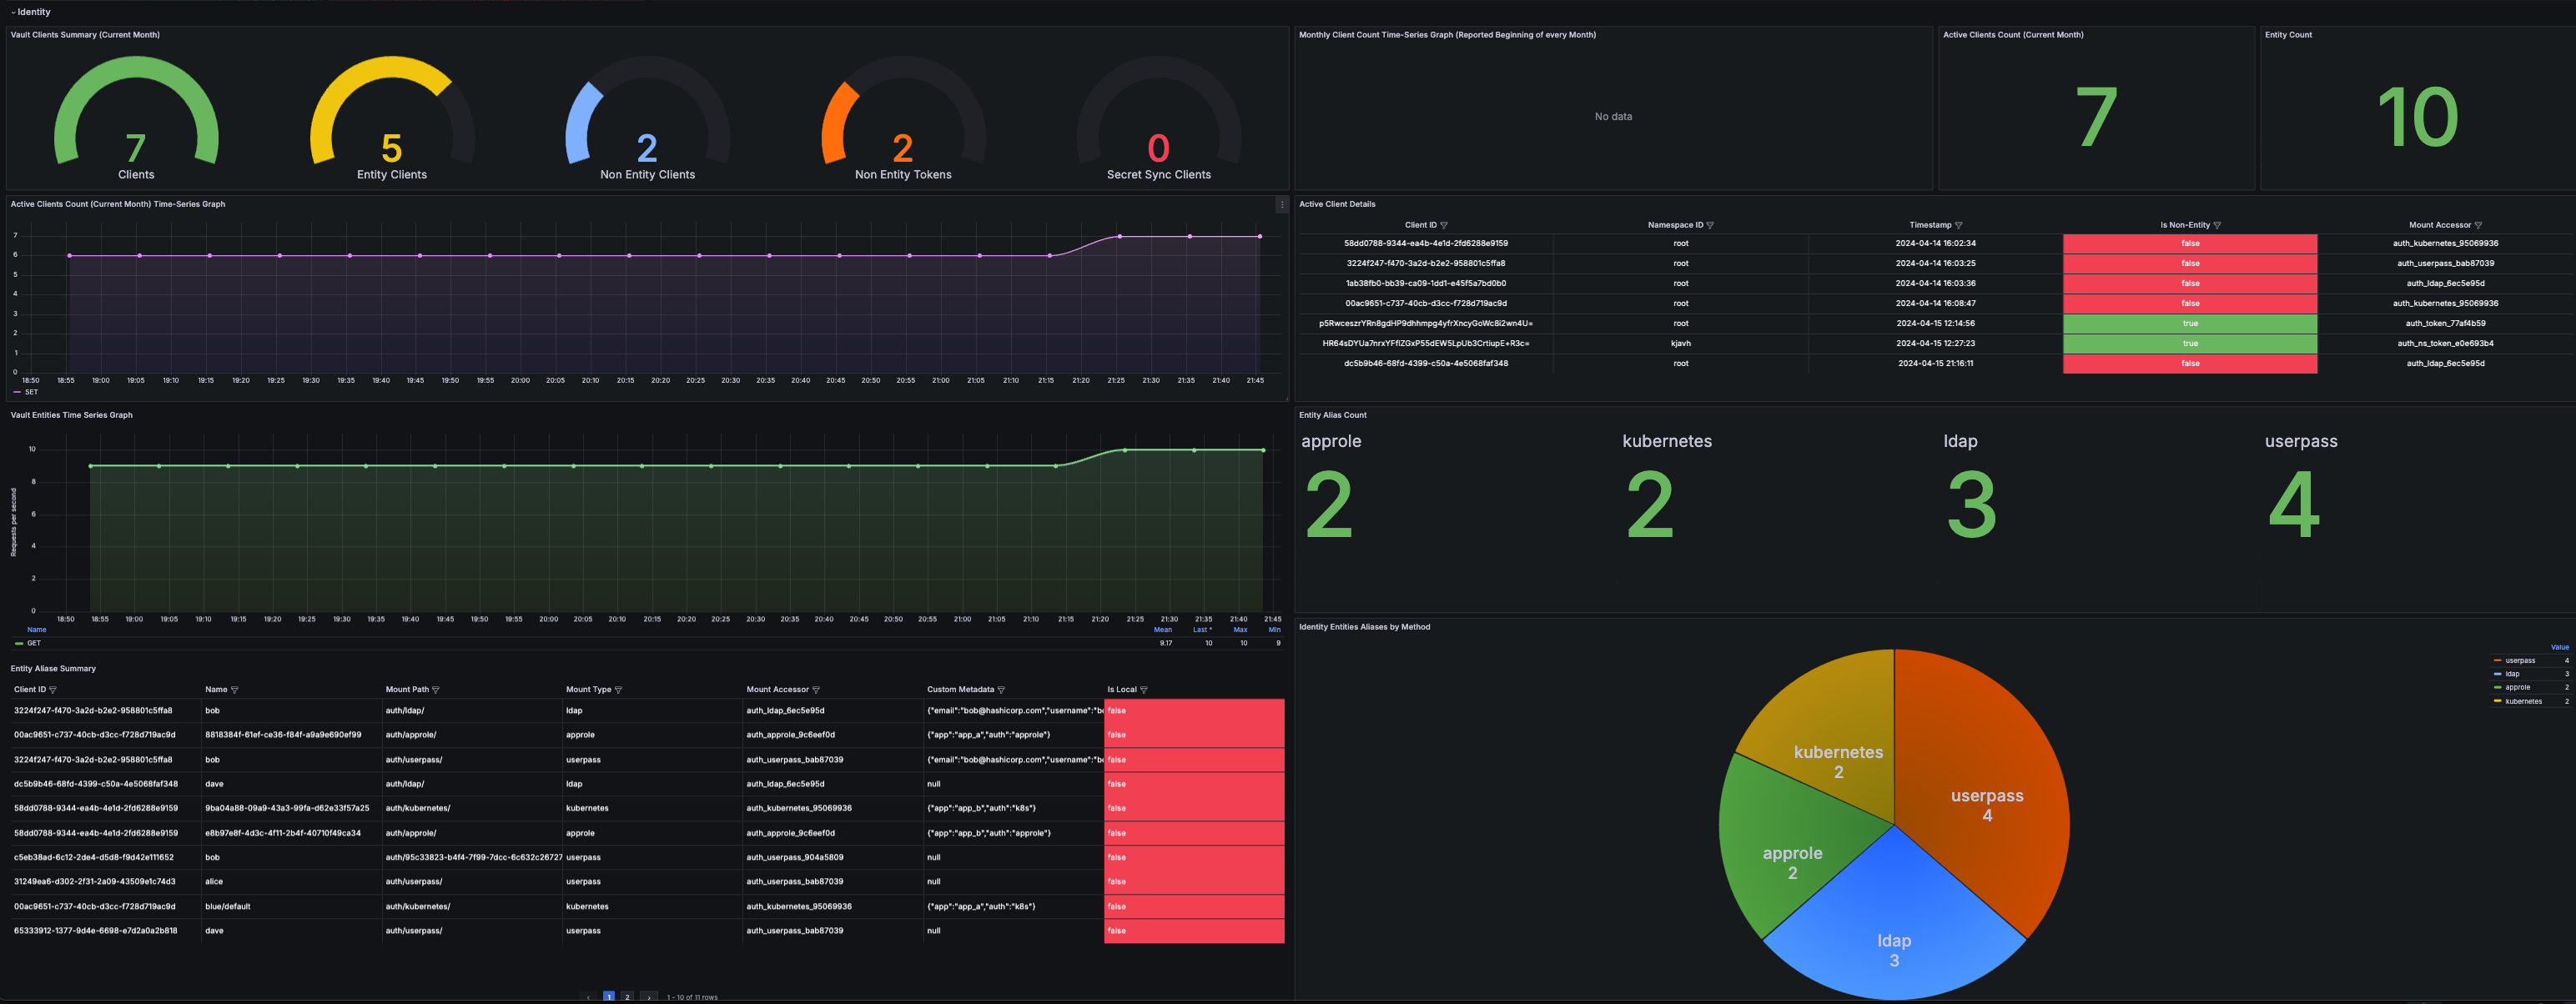 Identity
Vault Clients Summary (Current Month)
7
Clients
5
Entity Clients
2
Non Entity Clients
2
Non Entity Tokens
0
Secret Sync Clients
Monthly Client Count Time-Series Graph (Reported Beginning of every Month)
No data
Active Clients Count (Current Month)
7
Entity Count
10
Active Clients Count (Current Month) Time-Series Graph
7
6
5
4
3
2
1
0
18:50 18:55 19:00 19:05 19:10 19:15 19:20 19:25 19:30 19:35 19:40 19:45 19:50 19:55 20:00 20:05 20:10 20:15 20:20 20:25 20:30 20:35 20:40 20:45 20:50 20:55 21:00 21:05 21:10 21:15 21:20 21:25 21:30 21:35 21:40 21:45
SET
Active Client Details
Client ID Namespace ID Timestamp Is Non-Entity Mount Accessor
58dd0788-9344-ea4b-4e1d-2fd6288e9159 root 2024-04-14 16:02:34 false auth_kubernetes_95069936
3224f247-f470-3a2d-b2e2-958801c5ffa8 root 2024-04-14 16:03:25 false auth_userpass_bab87039
1ab38fb0-bb39-ca09-1dd1-e45f5a7bd0b0 root 2024-04-14 16:03:36 false auth_ldap_6ec5e95d
00ac9651-c737-40cb-d3cc-f728d719ac9d root 2024-04-14 16:08:47 false auth_kubernetes_95069936
root 2024-04-15 12:14:56 true auth_token_77af4b59
kjavh 2024-04-15 12:27:23 true auth_ns_token_e0e693b4
dc5b9b46-68fd-4399-c50a-4e5068faf348 root 2024-04-15 21:16:11 false auth_ldap_6ec5e95d
Vault Entities Time Series Graph
Requests per second
10
8
6
4
2
0
18:50 18:55 19:00 19:05 19:10 19:15 19:20 19:25 19:30 19:35 19:40 19:45 19:50 19:55 20:00 20:05 20:10 20:15 20:20 20:25 20:30 20:35 20:40 20:45 20:50 20:55 21:00 21:05 21:10 21:15 21:20 21:25 21:30 21:35 21:40 21:45
Name Mean Last * Max Min
GET 9.17 10 10 9
Entity Alias Count
approle kubernetes ldap userpass
2 2 3 4
Entity Aliase Summary
Client ID Name Mount Path Mount Type Mount Accessor Custom Metadata Is Local
3224f247-f470-3a2d-b2e2-958801c5ffa8 bob auth/ldap/ ldap auth_ldap_6ec5e95d {"email":"bob@hashicorp.com","username":"b false
00ac9651-c737-40cb-d3cc-f728d719ac9d 8818384f-61ef-ce36-f84f-a9a9e690ef99 auth/approle/ approle auth_approle_9c6eef0d {"app":"app_a","auth":"approle"} false
3224f247-f470-3a2d-b2e2-958801c5ffa8 bob auth/userpass/ userpass auth_userpass_bab87039 {"email":"bob@hashicorp.com","username":"b false
dc5b9b46-68fd-4399-c50a-4e5068faf348 dave auth/ldap/ ldap auth_ldap_6ec5e95d null false
58dd0788-9344-ea4b-4e1d-2fd6288e9159 9ba04a88-09a9-43a3-99fa-d62e33f57a25 auth/kubernetes/ kubernetes auth_kubernetes_95069936 {"app":"app_b","auth":"k8s"} false
58dd0788-9344-ea4b-4e1d-2fd6288e9159 e8b97e8f-4d3c-4f11-2b4f-40710f49ca34 auth/approle/ approle auth_approle_9c6eef0d {"app":"app_b","auth":"approle"} false
c5eb38ad-6c12-2de4-d5d8-f9d42e111652 bob auth/95c33823-b4f4-7f99-7dcc-6c632c26727 userpass auth_userpass_904a5809 null false
31249ea6-d302-2f31-2a09-43509e1c74d3 alice auth/userpass/ userpass auth_userpass_bab87039 null false
00ac9651-c737-40cb-d3cc-f728d719ac9d blue/default auth/kubernetes/ kubernetes auth_kubernetes_95069936 {"app":"app_a","auth":"k8s"} false
65333912-1377-9d4e-6698-e7d2a0a2b818 dave auth/userpass/ userpass auth_userpass_bab87039 null false
1 2 1 - 10 of 11 rows
Identity Entities Aliases by Method
kubernetes
2
userpass
4
approle
2
ldap
3
Value
userpass 4
ldap 3
approle 2
kubernetes 2